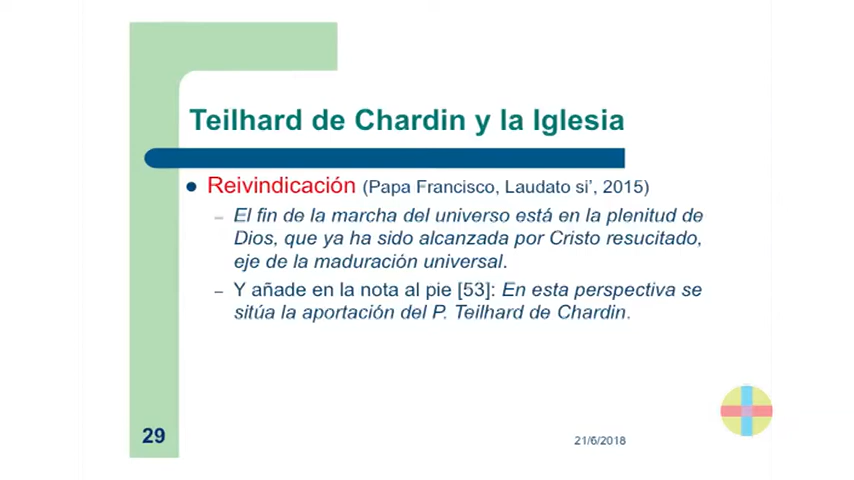 Teilhard de Chardin y la Iglesia
Reivindicación (Papa Francisco, Laudato si’, 2015)
– El fin de la marcha del universo está en la plenitud de
Dios, que ya ha sido alcanzada por Cristo resucitado,
eje de la maduración universal.
– Y añade en la nota al pie [53]: En esta perspectiva se
sitúa la aportación del P. Teilhard de Chardin.
29
21/6/2018